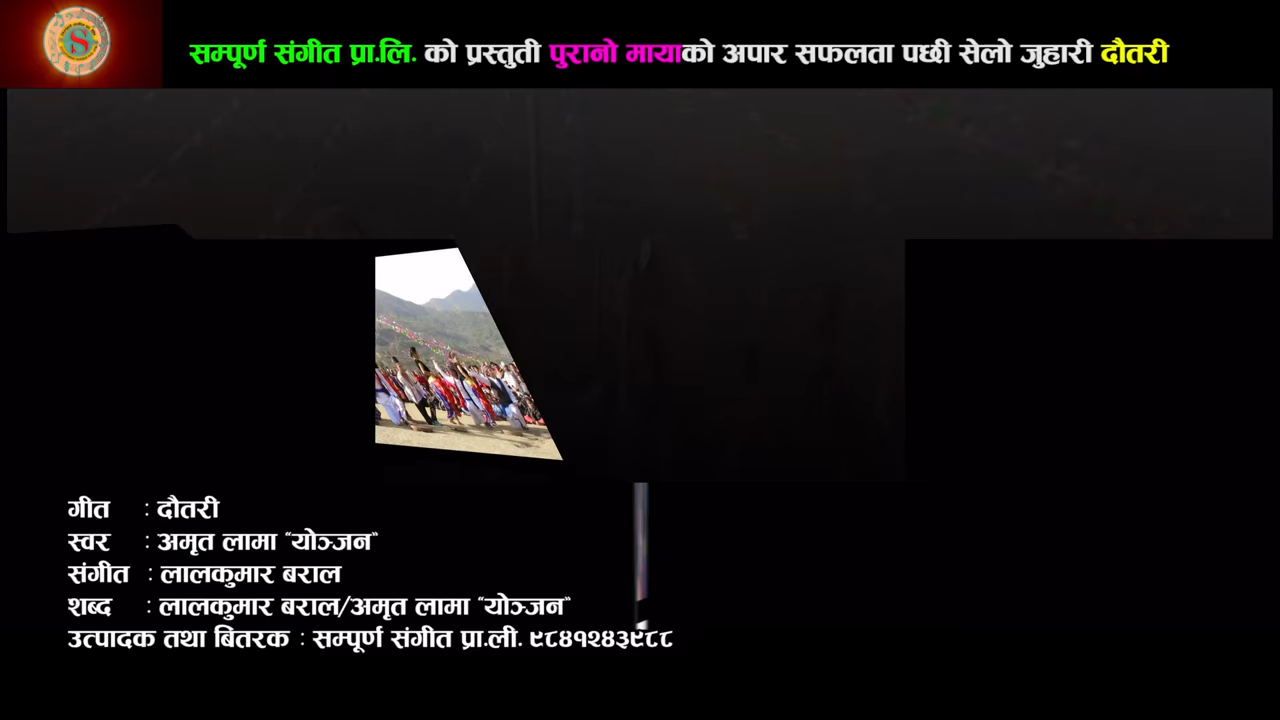 सम्पूर्ण संगीत प्रा.लि. को प्रस्तुती पुरानो मायाको अपार सफलता पछी सेलो जुहारी दौतरी
S
गीत : दौतरी
स्वर : अमृत लामा “योञ्जन”
संगीत : लालकुमार बराल
शब्द : लालकुमार बराल/अमृत लामा “योञ्जन”
उत्पादक तथा बितरक : सम्पूर्ण संगीत प्रा.ली. ९८४१२४३९८८